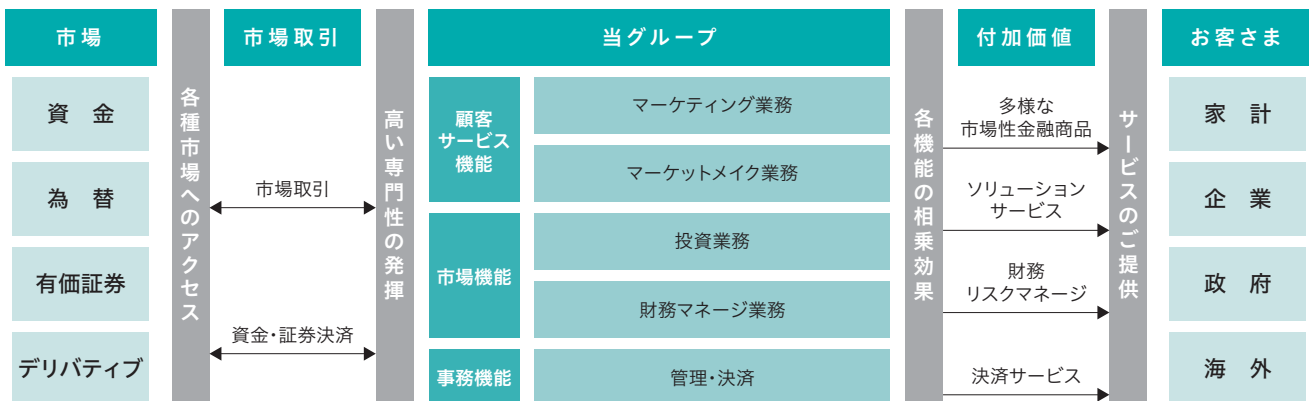 市場
資金
為替
有価証券
デリバティブ
各種市場へのアクセス
市場取引
市場取引
資金・証券決済
高い専門性の発揮
当グループ
顧客
サービス
機能
マーケティング業務
マーケットメイク業務
市場機能
投資業務
財務マネージ業務
事務機能
管理・決済
各機能の相乗効果
付加価値
多様な
市場性金融商品
ソリューション
サービス
財務
リスクマネージ
決済サービス
サービスのご提供
お客さま
家計
企業
政府
海外